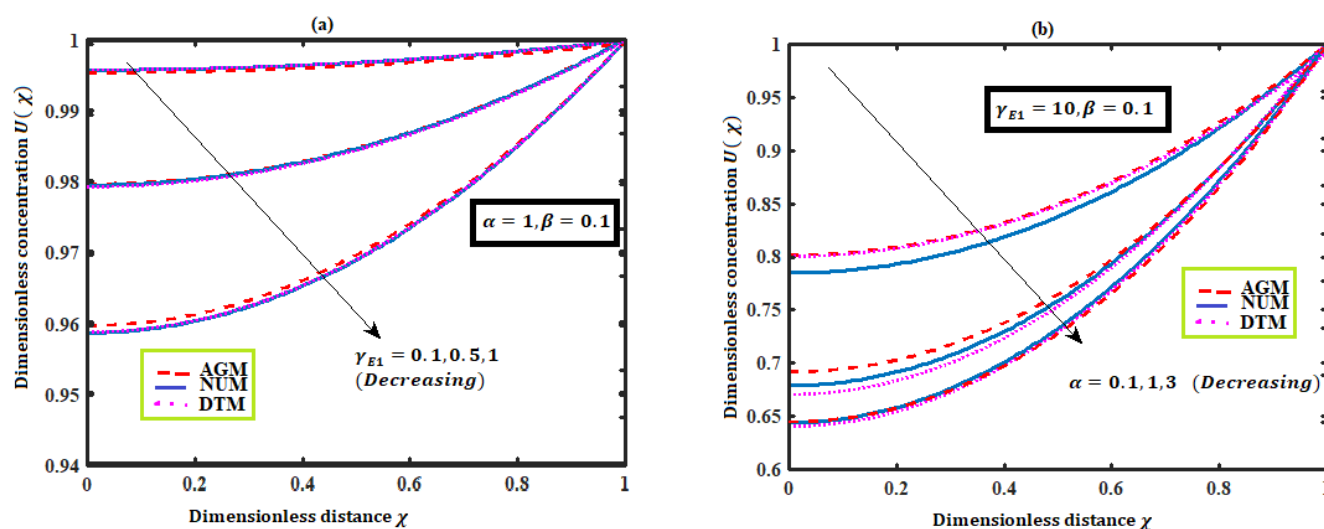 (a)
1
0.99
0.98
0.97
0.96
0.95
0.94
0 0.2 0.4 0.6 0.8 1
Dimensionless concentration U(χ)
Dimensionless distance χ
α = 1, β = 0.1
γ_E1 = 0.1, 0.5, 1
(Decreasing)
AGM
NUM
DTM
(b)
1
0.95
0.9
0.85
0.8
0.75
0.7
0.65
0.6
0 0.2 0.4 0.6 0.8 1
Dimensionless concentration U(χ)
Dimensionless distance χ
γ_E1 = 10, β = 0.1
AGM
NUM
DTM
α = 0.1, 1, 3 (Decreasing)